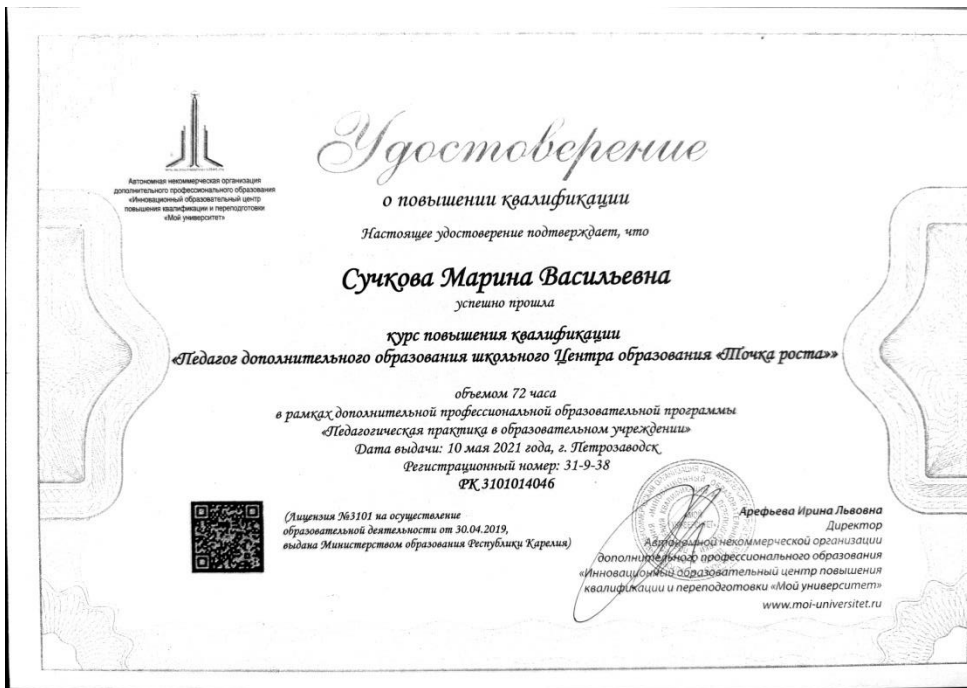 Автономная некоммерческая организация
дополнительного профессионального образования
«Инновационный образовательный центр
повышения квалификации и переподготовки
«Мой университет»
Удостоверение
о повышении квалификации
Настоящее удостоверение подтверждает, что
Сучкова Марина Васильевна
успешно прошла
курс повышения квалификации
«Педагог дополнительного образования школьного Центра образования «Точка роста»»
объемом 72 часа
в рамках дополнительной профессиональной образовательной программы
«Педагогическая практика в образовательном учреждении»
Дата выдачи: 10 мая 2021 года, г. Петрозаводск
Регистрационный номер: 31-9-38
РК 3101014046
(Лицензия №3101 на осуществление
образовательной деятельности от 30.04.2019,
выдана Министерством образования Республики Карелия)
Арефьева Ирина Львовна
Директор
Автономной некоммерческой организации
дополнительного профессионального образования
«Инновационный образовательный центр повышения
квалификации и переподготовки «Мой университет»
www.moi-universitet.ru